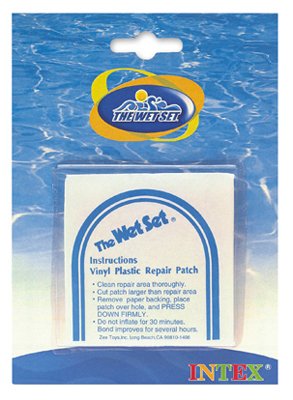 THE WET SET
The Wet Set ®
Instructions
Vinyl Plastic Repair Patch
• Clean repair area thoroughly.
• Cut patch larger than repair area
• Remove paper backing, place
patch over hole, and PRESS
DOWN FIRMLY.
• Do not inflate for 30 minutes.
Bond improves for several hours.
Zee Toys,Inc. Long Beach,CA 90810-1486
INTEX®